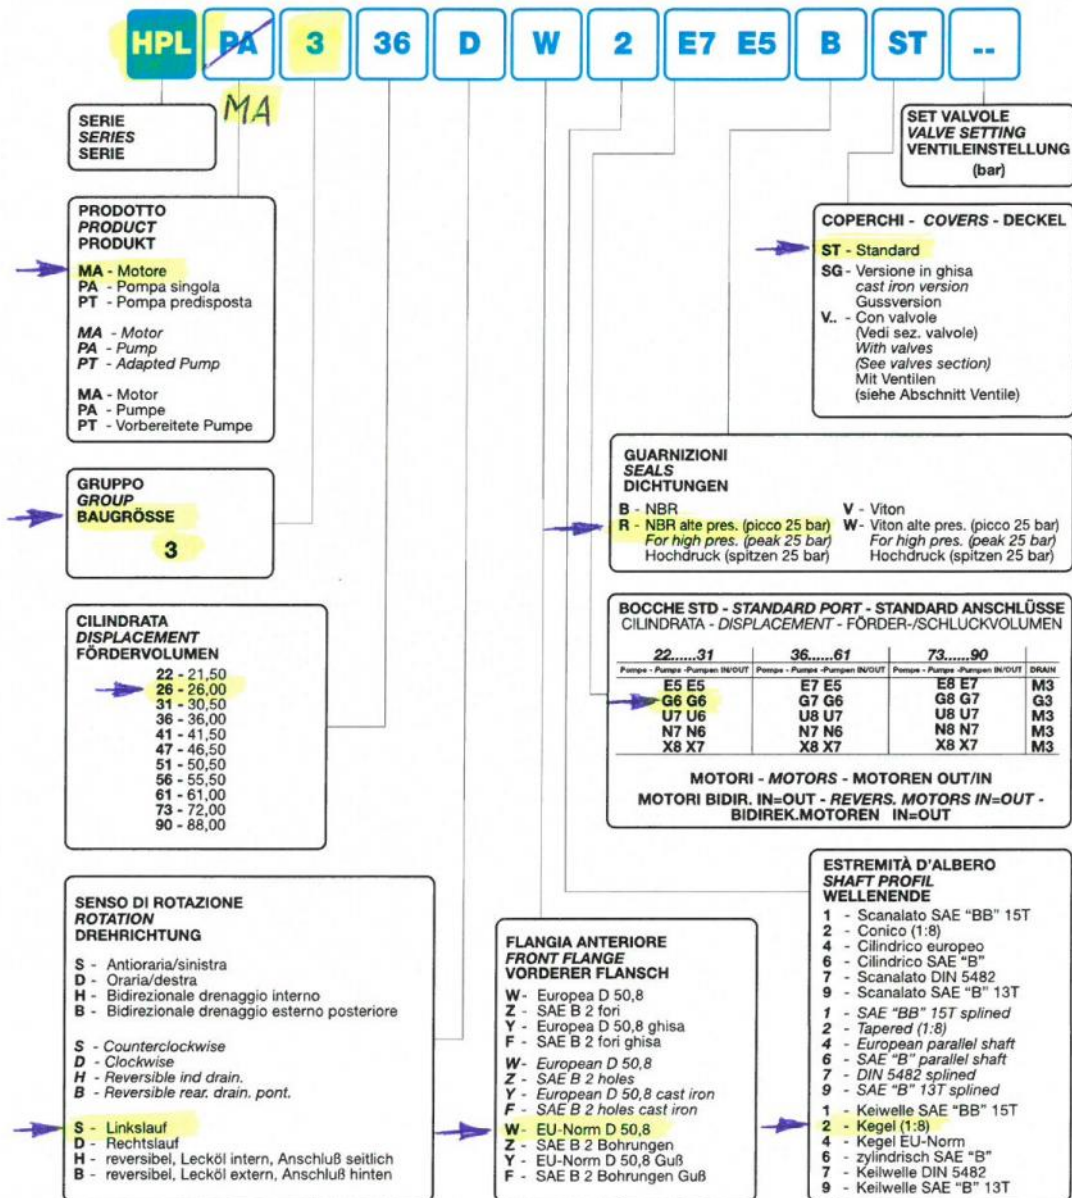 HPL PA 3 36 D W 2 E7 E5 B ST --
MA
SERIE
SERIES
SERIE
SET VALVOLE
VALVE SETTING
VENTILEINSTELLUNG
(bar)
PRODOTTO
PRODUCT
PRODUKT
MA - Motore
PA - Pompa singola
PT - Pompa predisposta
MA - Motor
PA - Pump
PT - Adapted Pump
MA - Motor
PA - Pumpe
PT - Vorbereitete Pumpe
COPERCHI - COVERS - DECKEL
ST - Standard
SG - Versione in ghisa
cast iron version
Gussversion
V.. - Con valvole
(Vedi sez. valvole)
With valves
(See valves section)
Mit Ventilen
(siehe Abschnitt Ventile)
GRUPPO
GROUP
BAUGRÖSSE
3
GUARNIZIONI
SEALS
DICHTUNGEN
B - NBR
R - NBR alte pres. (picco 25 bar)
For high pres. (peak 25 bar)
Hochdruck (spitzen 25 bar)
V - Viton
W - Viton alte pres. (picco 25 bar)
For high pres. (peak 25 bar)
Hochdruck (spitzen 25 bar)
CILINDRATA
DISPLACEMENT
FÖRDERVOLUMEN
22 - 21,50
26 - 26,00
31 - 30,50
36 - 36,00
41 - 41,50
47 - 46,50
51 - 50,50
56 - 55,50
61 - 61,00
73 - 72,00
90 - 88,00
BOCCHE STD - STANDARD PORT - STANDARD ANSCHLÜSSE
CILINDRATA - DISPLACEMENT - FÖRDER-/SCHLUCKVOLUMEN
22......31 36......61 73......90
Pompe - Pumps -Pumpen IN/OUT Pompe - Pumps -Pumpen IN/OUT Pompe - Pumps -Pumpen IN/OUT DRAIN
E5 E5 E7 E5 E8 E7 M3
G6 G6 G7 G6 G8 G7 G3
U7 U6 U8 U7 U8 U7 M3
N7 N6 N7 N6 N8 N7 M3
X8 X7 X8 X7 X8 X7 M3
MOTORI - MOTORS - MOTOREN OUT/IN
MOTORI BIDIR. IN=OUT - REVERS. MOTORS IN=OUT -
BIDIREK.MOTOREN IN=OUT
SENSO DI ROTAZIONE
ROTATION
DREHRICHTUNG
S - Antioraria/sinistra
D - Oraria/destra
H - Bidirezionale drenaggio interno
B - Bidirezionale drenaggio esterno posteriore
S - Counterclockwise
D - Clockwise
H - Reversible ind drain.
B - Reversible rear. drain. pont.
S - Linkslauf
D - Rechtslauf
H - reversibel, Lecköl intern, Anschluß seitlich
B - reversibel, Lecköl extern, Anschluß hinten
FLANGIA ANTERIORE
FRONT FLANGE
VORDERER FLANSCH
W - Europea D 50,8
Z - SAE B 2 fori
Y - Europea D 50,8 ghisa
F - SAE B 2 fori ghisa
W - European D 50,8
Z - SAE B 2 holes
Y - European D 50,8 cast iron
F - SAE B 2 holes cast iron
W - EU-Norm D 50,8
Z - SAE B 2 Bohrungen
Y - EU-Norm D 50,8 Guß
F - SAE B 2 Bohrungen Guß
ESTREMITÀ D'ALBERO
SHAFT PROFIL
WELLENENDE
1 - Scanalato SAE "BB" 15T
2 - Conico (1:8)
4 - Cilindrico europeo
6 - Cilindrico SAE "B"
7 - Scanalato DIN 5482
9 - Scanalato SAE "B" 13T
1 - SAE "BB" 15T splined
2 - Tapered (1:8)
4 - European parallel shaft
6 - SAE "B" parallel shaft
7 - DIN 5482 splined
9 - SAE "B" 13T splined
1 - Keiwelle SAE "BB" 15T
2 - Kegel (1:8)
4 - Kegel EU-Norm
6 - zylindrisch SAE "B"
7 - Keilwelle DIN 5482
9 - Keilwelle SAE "B" 13T